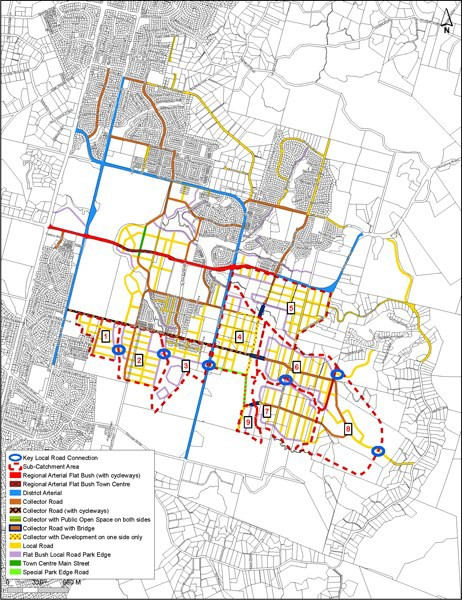 N
5
1
4
2
3
6
7
9
8
Key Local Road Connection
Sub-Catchment Area
Regional Arterial Flat Bush (with cycleways)
Regional Arterial Flat Bush Town Centre
District Arterial
Collector Road
Collector Road (with cycleways)
Collector with Public Open Space on both sides
Collector Road with Bridge
Collector with Development on one side only
Local Road
Flat Bush Local Road Park Edge
Town Centre Main Street
Special Park Edge Road
0
M